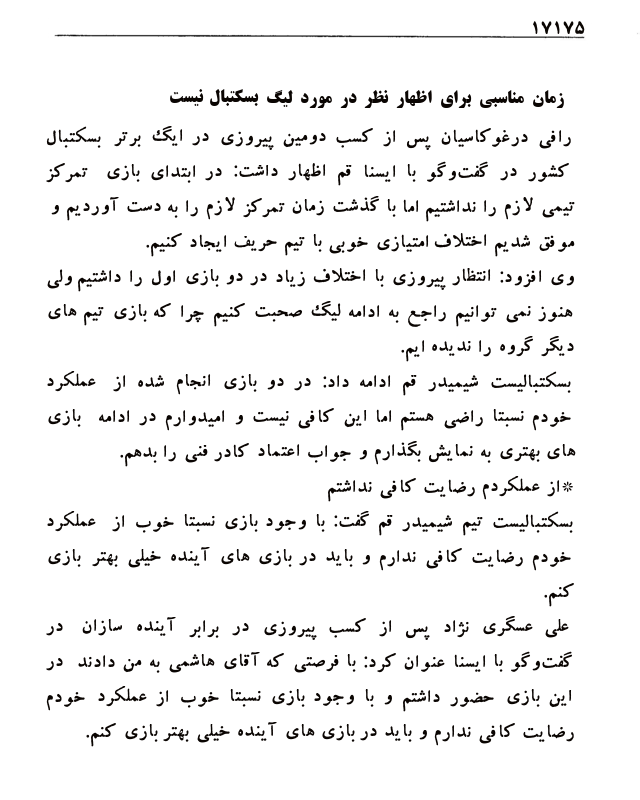 ۱۷۱۷۵
زمان مناسبی برای اظهار نظر در مورد لیگ بسکتبال نیست
رافی درغوکاسیان پس از کسب دومین پیروزی در ایگ برتر بسکتبال
کشور در گفت‌وگو با ایسنا قم اظهار داشت: در ابتدای بازی تمرکز
تیمی لازم را نداشتیم اما با گذشت زمان تمرکز لازم را به دست آوردیم و
موفق شدیم اختلاف امتیازی خوبی با تیم حریف ایجاد کنیم.
وی افزود: انتظار پیروزی با اختلاف زیاد در دو بازی اول را داشتیم ولی
هنوز نمی توانیم راجع به ادامه لیگ صحبت کنیم چرا که بازی تیم های
دیگر گروه را ندیده ایم.
بسکتبالیست شیمیدر قم ادامه داد: در دو بازی انجام شده از عملکرد
خودم نسبتا راضی هستم اما این کافی نیست و امیدوارم در ادامه بازی
های بهتری به نمایش بگذارم و جواب اعتماد کادر فنی را بدهم.
*از عملکردم رضایت کافی نداشتم
بسکتبالیست تیم شیمیدر قم گفت: با وجود بازی نسبتا خوب از عملکرد
خودم رضایت کافی ندارم و باید در بازی های آینده خیلی بهتر بازی
کنم.
علی عسگری نژاد پس از کسب پیروزی در برابر آینده سازان در
گفت‌وگو با ایسنا عنوان کرد: با فرصتی که آقای هاشمی به من دادند در
این بازی حضور داشتم و با وجود بازی نسبتا خوب از عملکرد خودم
رضایت کافی ندارم و باید در بازی های آینده خیلی بهتر بازی کنم.